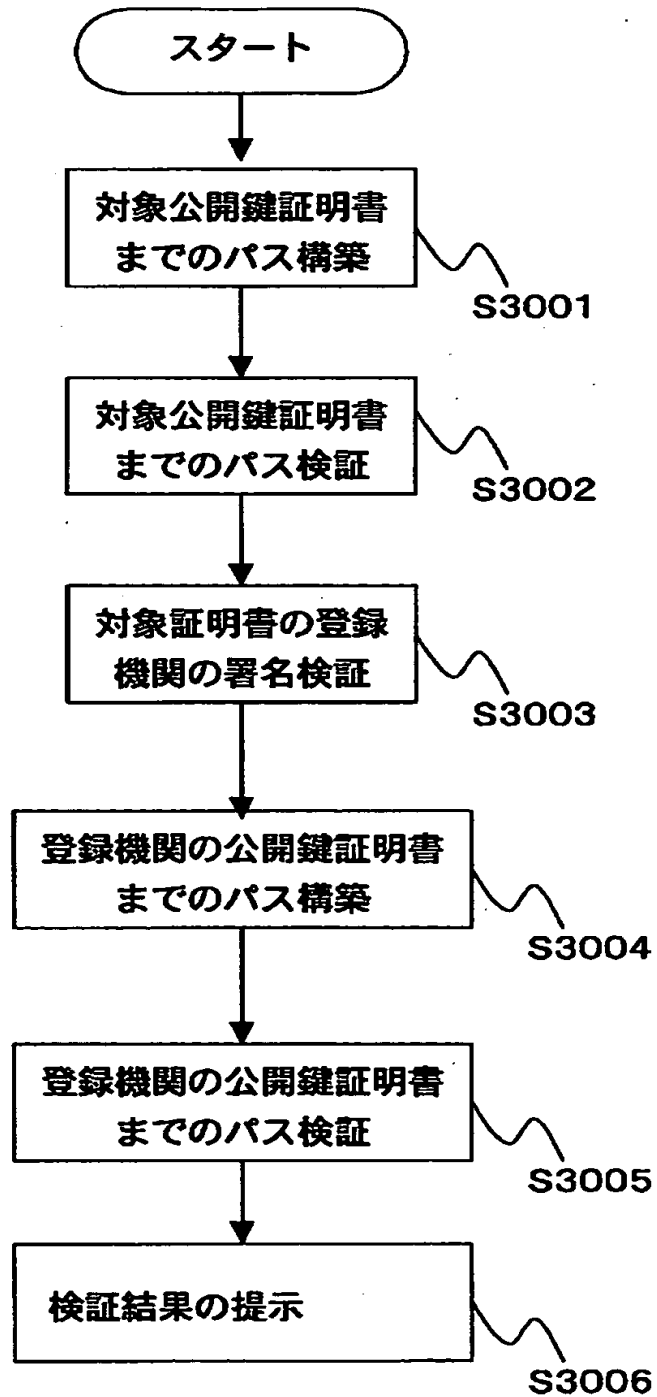 スタート
対象公開鍵証明書
までのパス構築
S3001
対象公開鍵証明書
までのパス検証
S3002
対象証明書の登録
機関の署名検証
S3003
登録機関の公開鍵証明書
までのパス構築
S3004
登録機関の公開鍵証明書
までのパス検証
S3005
検証結果の提示
S3006